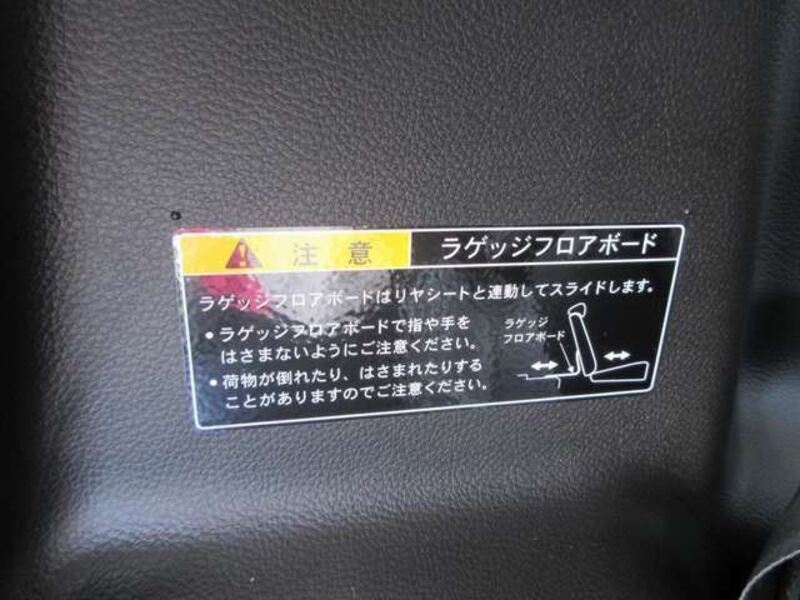 注意 ラゲッジフロアボード
ラゲッジフロアボードはリヤシートと連動してスライドします。
• ラゲッジフロアボードで指や手を
はさまないようにご注意ください。
• 荷物が倒れたり、はさまれたりする
ことがありますのでご注意ください。
ラゲッジ
フロアボード